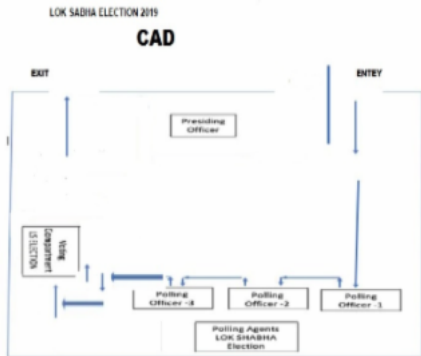 LOK SABHA ELECTION 2019
CAD
EXIT
ENTEY
Presiding
Officer
Voting
Compartment
LS ELECTION
Polling
Officer -3
Polling
Officer -2
Polling
Officer -1
Polling Agents
LOK SHABHA
Election